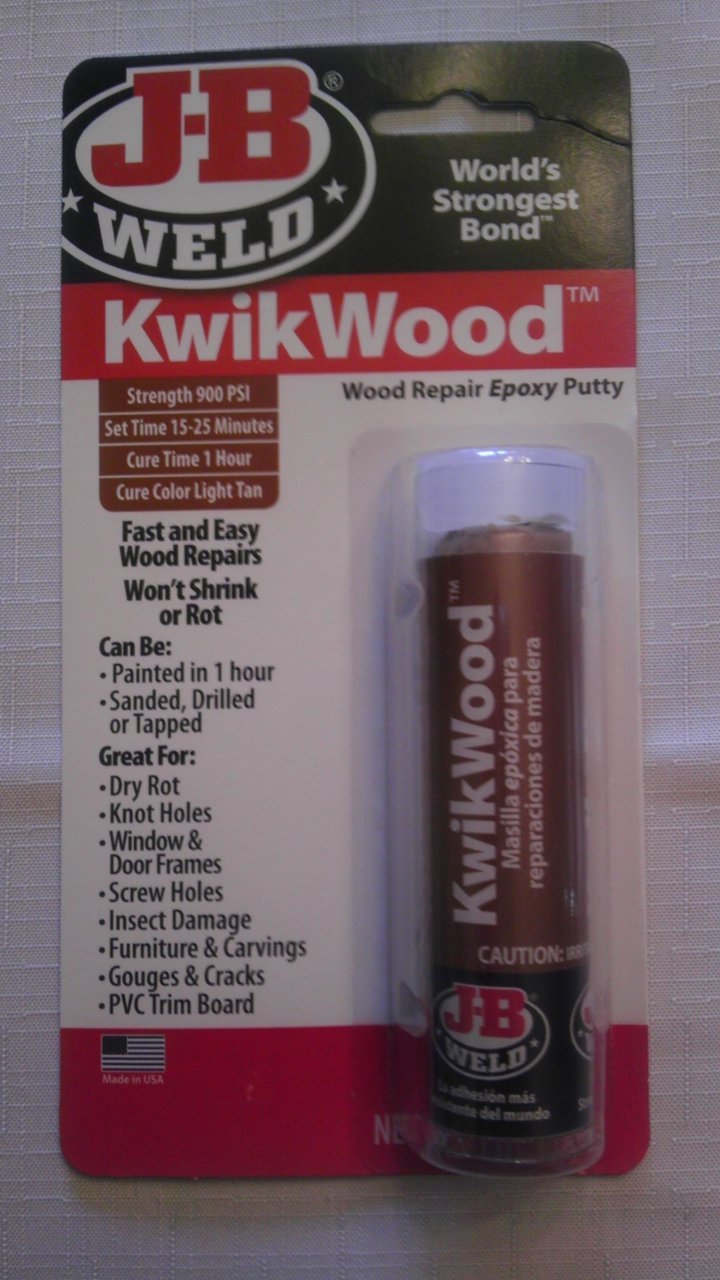 J-B®
WELD
World's
Strongest
Bond™
KwikWood™
Wood Repair Epoxy Putty
Strength 900 PSI
Set Time 15-25 Minutes
Cure Time 1 Hour
Cure Color Light Tan
Fast and Easy
Wood Repairs
Won't Shrink
or Rot
Can Be:
• Painted in 1 hour
• Sanded, Drilled
or Tapped
Great For:
• Dry Rot
• Knot Holes
• Window &
Door Frames
• Screw Holes
• Insect Damage
• Furniture & Carvings
• Gouges & Cracks
• PVC Trim Board
Made in USA
KwikWood™
Masilla epóxica para
reparaciones de madera
CAUTION:
J-B®
WELD
La adhesión más
del mundo